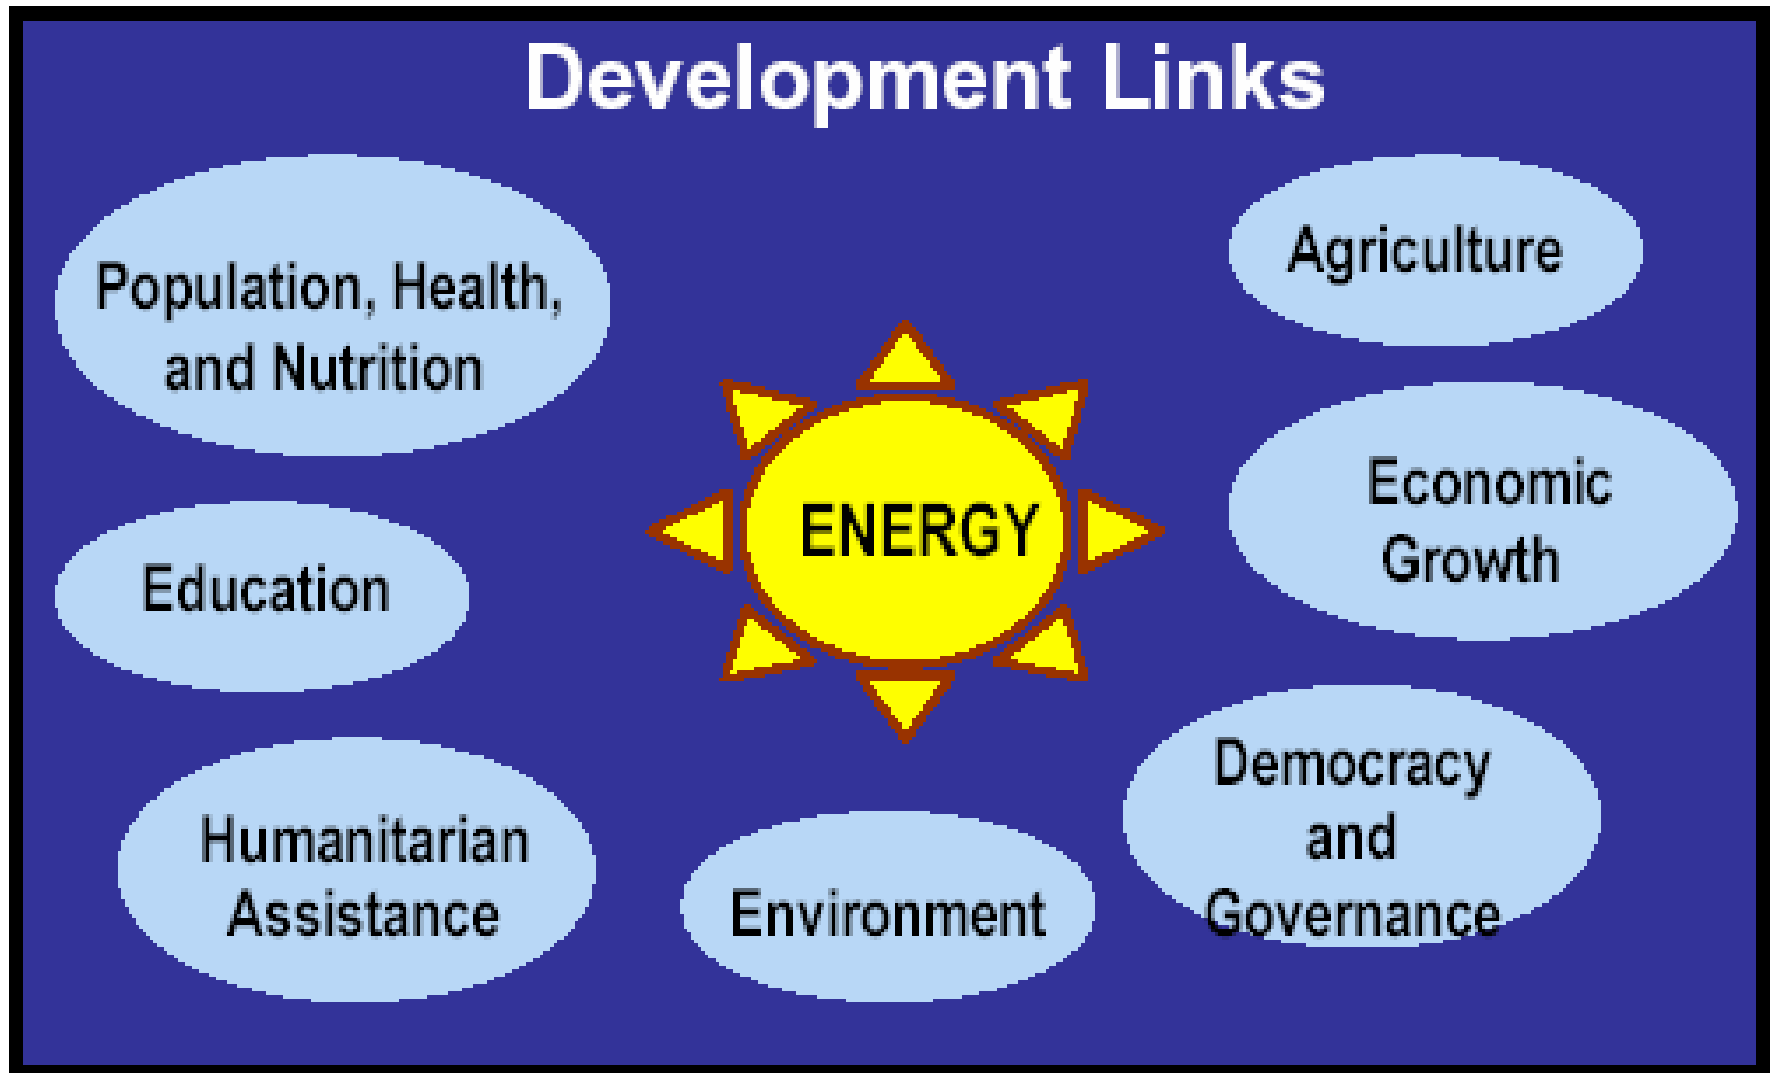 Development Links
Population, Health,
and Nutrition
Agriculture
Economic
Growth
ENERGY
Education
Democracy
and
Governance
Humanitarian
Assistance
Environment